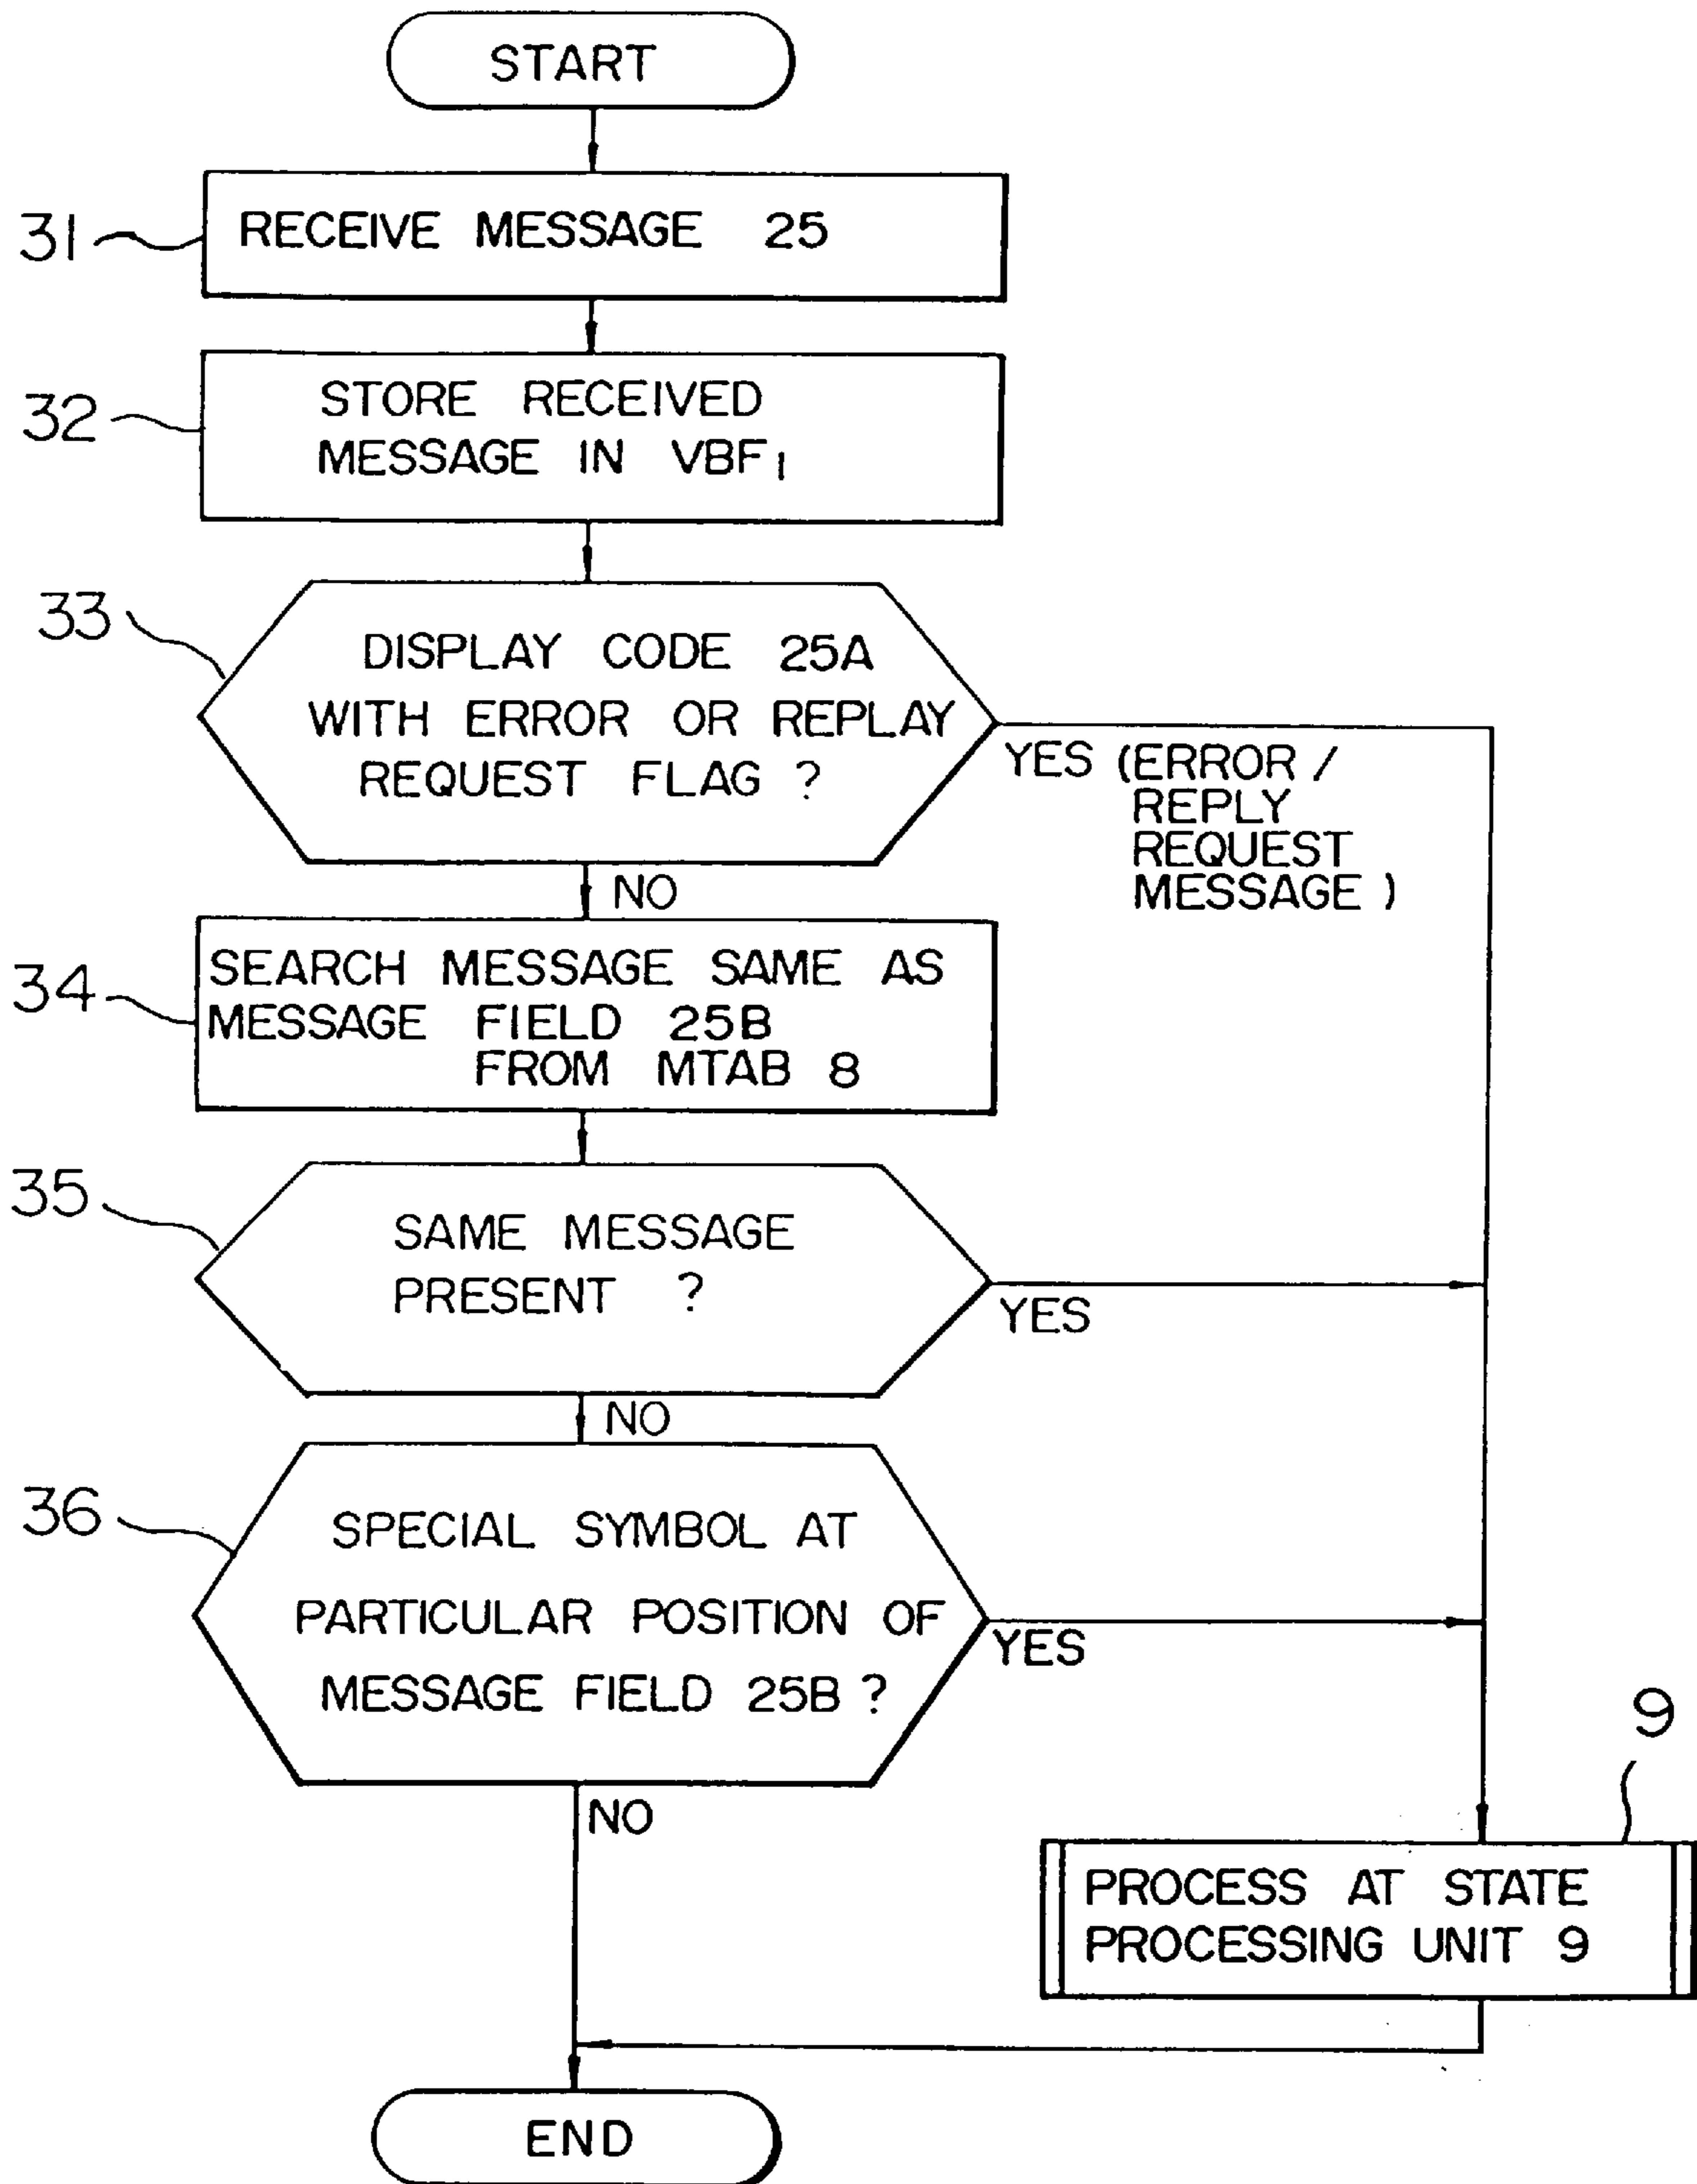 START
31
RECEIVE MESSAGE 25
32
STORE RECEIVED
MESSAGE IN VBF1
33
DISPLAY CODE 25A
WITH ERROR OR REPLAY
REQUEST FLAG ?
YES (ERROR /
REPLY
REQUEST
MESSAGE )
NO
34
SEARCH MESSAGE SAME AS
MESSAGE FIELD 25B
FROM MTAB 8
35
SAME MESSAGE
PRESENT ?
YES
NO
36
SPECIAL SYMBOL AT
PARTICULAR POSITION OF
MESSAGE FIELD 25B ?
YES
NO
9
PROCESS AT STATE
PROCESSING UNIT 9
END